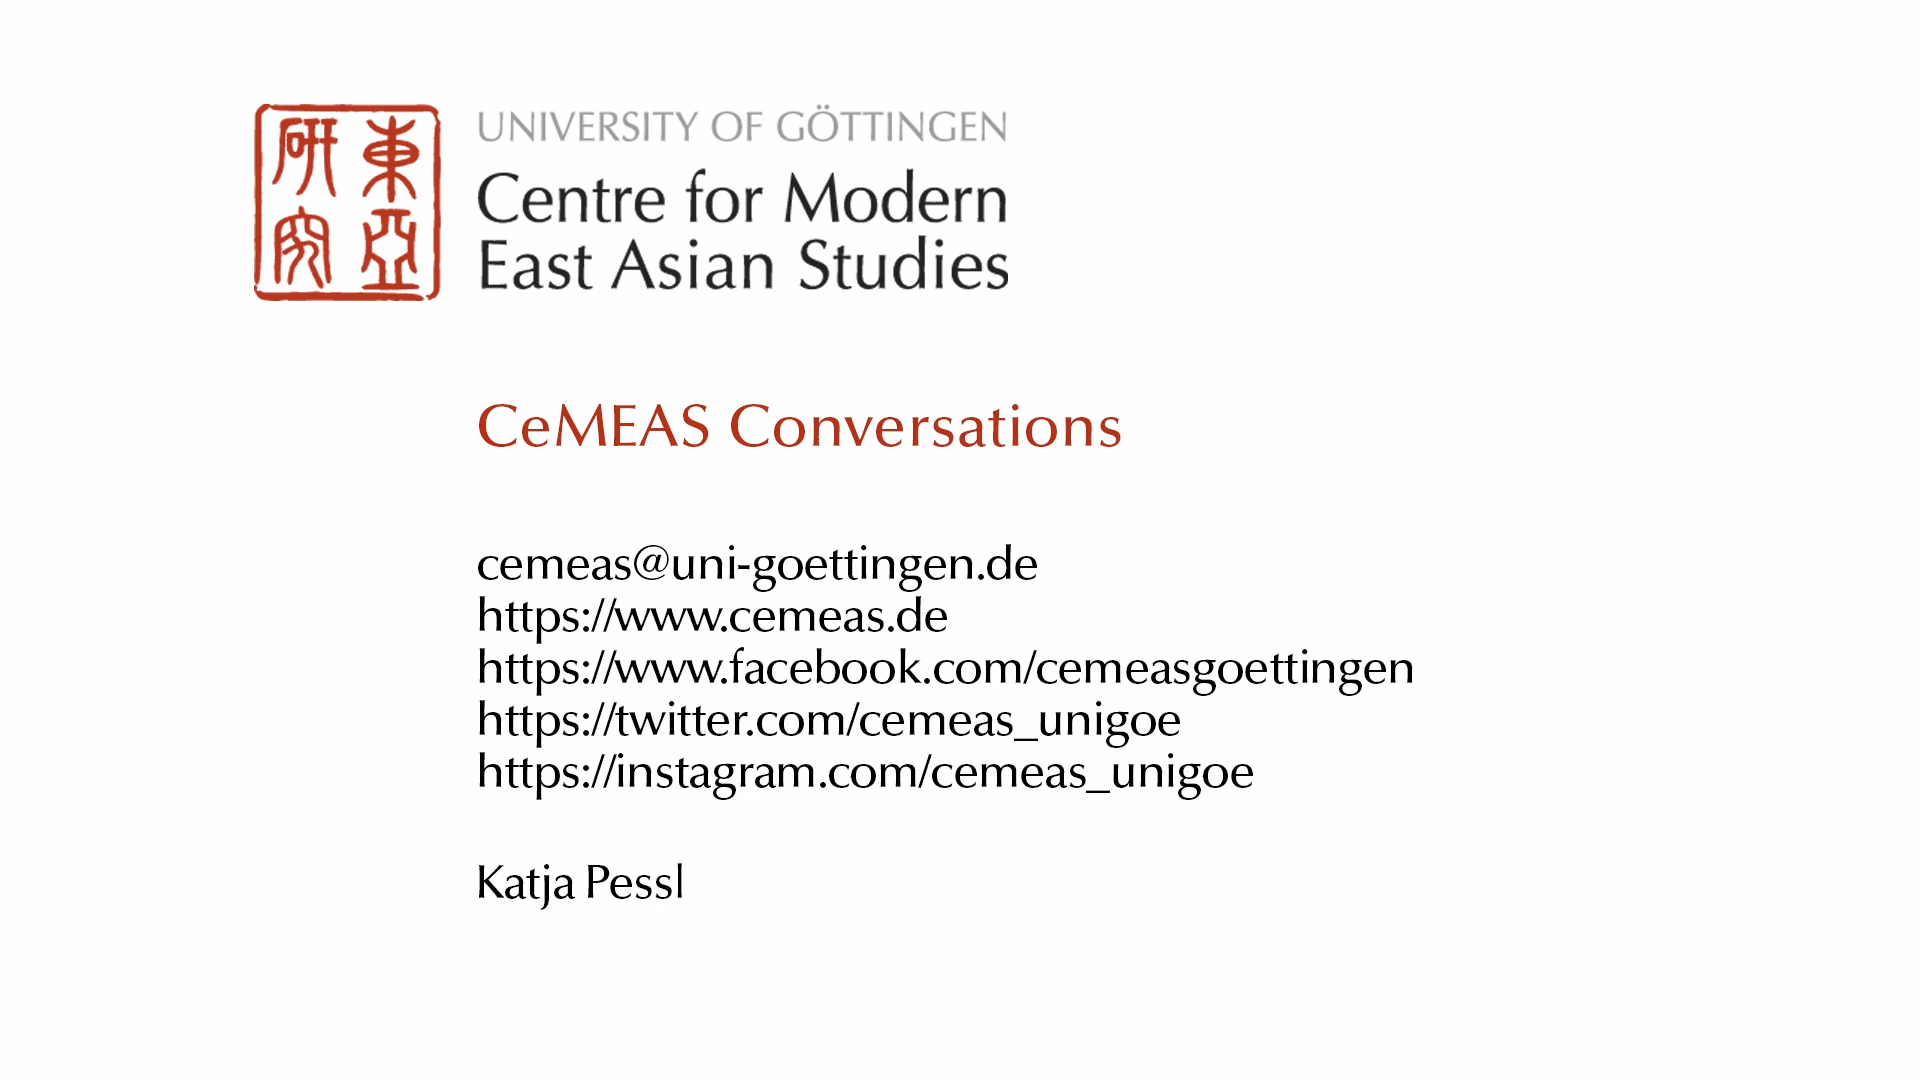 東亞
研究
UNIVERSITY OF GÖTTINGEN
Centre for Modern
East Asian Studies
CeMEAS Conversations
cemeas@uni-goettingen.de
https://www.cemeas.de
https://www.facebook.com/cemeasgoettingen
https://twitter.com/cemeas_unigoe
https://instagram.com/cemeas_unigoe
Katja Pessl